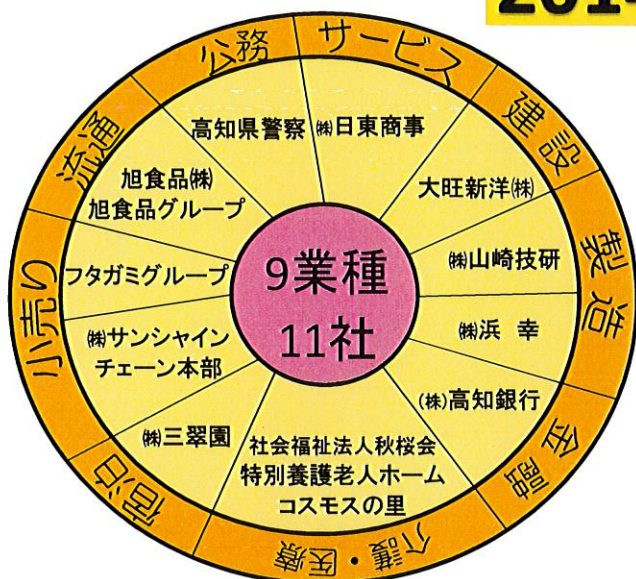 201
公務
サービス
建設
製造
金融
介護・医療
宿泊
小売り
流通
高知県警察
㈱日東商事
大旺新洋㈱
㈱山崎技研
㈱浜 幸
(株)高知銀行
社会福祉法人秋桜会
特別養護老人ホーム
コスモスの里
㈱三翠園
㈱サンシャイン
チェーン本部
フタガミグループ
旭食品㈱
旭食品グループ
9業種
11社